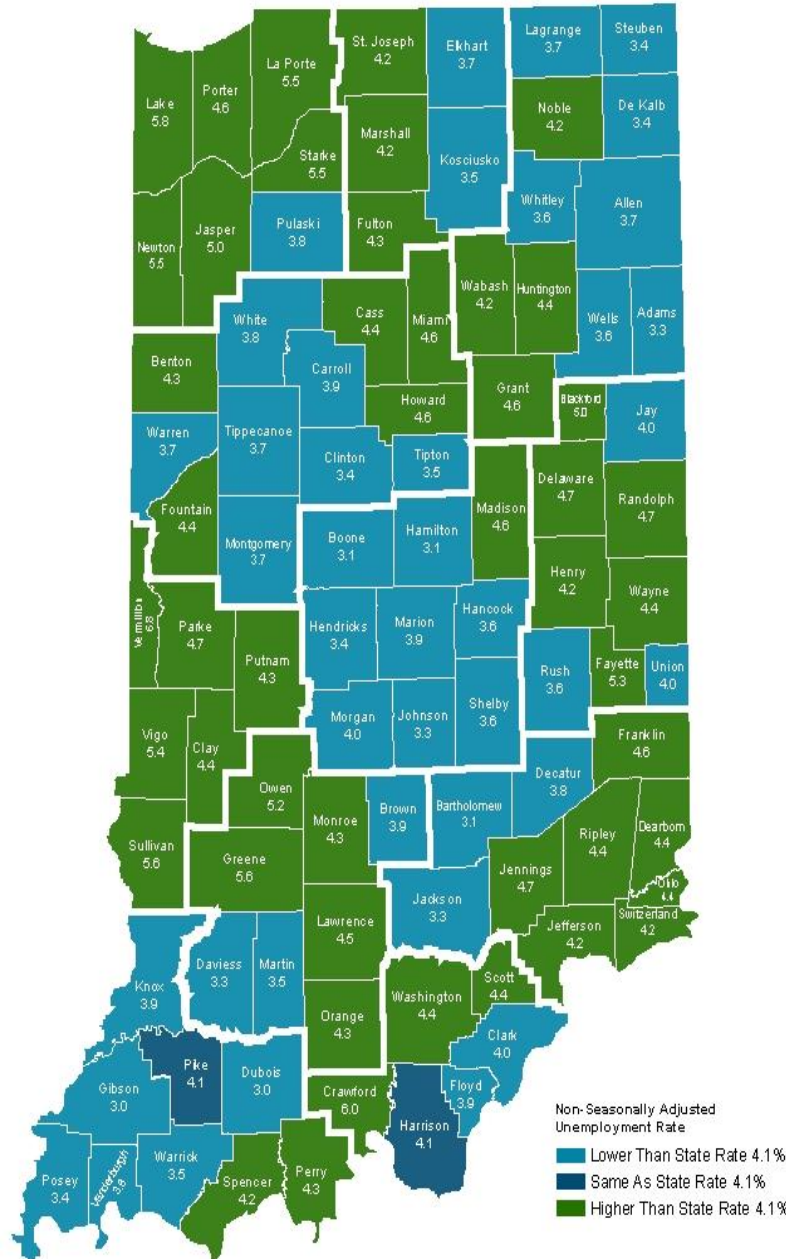 St. Joseph
4.2
Elkhart
3.7
Lagrange
3.7
Steuben
3.4
La Porte
5.5
Porter
4.6
Lake
5.8
Noble
4.2
De Kalb
3.4
Marshall
4.2
Starke
5.5
Kosciusko
3.5
Whitley
3.6
Allen
3.7
Newton
5.5
Jasper
5.0
Pulaski
3.8
Fulton
4.3
Wabash
4.2
Huntington
4.4
Wells
3.6
Adams
3.3
White
3.8
Cass
4.4
Miami
4.6
Benton
4.3
Carroll
3.9
Grant
4.6
Blackford
5.0
Jay
4.0
Howard
4.6
Warren
3.7
Tippecanoe
3.7
Clinton
3.4
Tipton
3.5
Madison
4.6
Delaware
4.7
Randolph
4.7
Fountain
4.4
Montgomery
3.7
Boone
3.1
Hamilton
3.1
Henry
4.2
Wayne
4.4
Vermillion
6.8
Parke
4.7
Putnam
4.3
Hendricks
3.4
Marion
3.9
Hancock
3.6
Rush
3.6
Fayette
5.3
Union
4.0
Vigo
5.4
Clay
4.4
Morgan
4.0
Johnson
3.3
Shelby
3.6
Franklin
4.6
Owen
5.2
Monroe
4.3
Brown
3.9
Bartholomew
3.1
Decatur
3.8
Sullivan
5.6
Greene
5.6
Ripley
4.4
Dearborn
4.4
Jennings
4.7
Ohio
4.4
Jackson
3.3
Switzerland
4.2
Jefferson
4.2
Lawrence
4.5
Daviess
3.3
Martin
3.5
Knox
3.9
Scott
4.4
Washington
4.4
Orange
4.3
Clark
4.0
Pike
4.1
Dubois
3.0
Gibson
3.0
Crawford
6.0
Floyd
3.9
Harrison
4.1
Warrick
3.5
Posey
3.4
Vanderburgh
3.8
Spencer
4.2
Perry
4.3
Non-Seasonally Adjusted
Unemployment Rate
Lower Than State Rate 4.1%
Same As State Rate 4.1%
Higher Than State Rate 4.1%